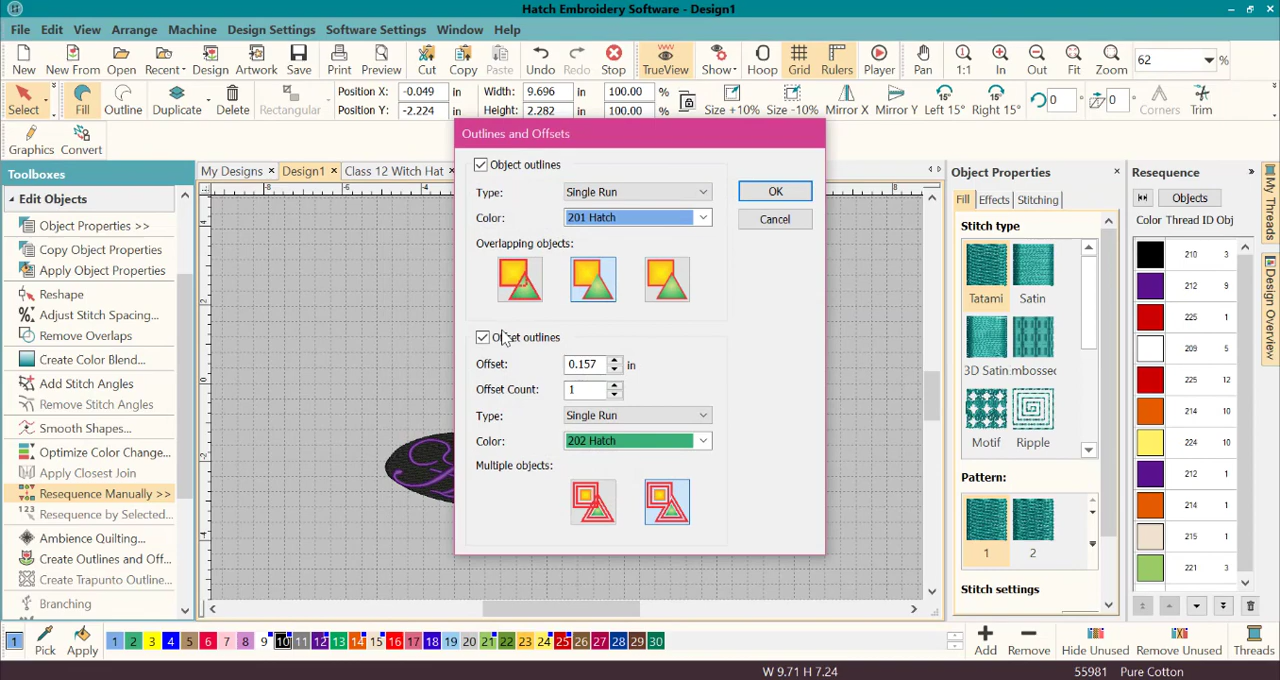 Hatch Embroidery Software - Design1
File Edit View Arrange Machine Design Settings Software Settings Window Help
New New From Open Recent Design Artwork Save Print Preview Cut Copy Paste Undo Redo Stop TrueView Show Hoop Grid Rulers Player Pan 1:1 In Out Fit Zoom 62 %
Select Fill Outline Duplicate Delete Rectangular Position X: -0.049 in Width: 9.696 in 100.00 % Size +10% Size -10% Mirror X Mirror Y Left 15° Right 15° 0 0 Corners Trim
Position Y: -2.224 in Height: 2.282 in 100.00 %
Graphics Convert
Toolboxes
Edit Objects
Object Properties >>
Copy Object Properties
Apply Object Properties
Reshape
Adjust Stitch Spacing...
Remove Overlaps
Create Color Blend...
Add Stitch Angles
Remove Stitch Angles
Smooth Shapes...
Optimize Color Change...
Apply Closest Join
Resequence Manually >>
Resequence by Selected...
Ambience Quilting...
Create Outlines and Off...
Create Trapunto Outline...
Branching
My Designs × Design1 × Class 12 Witch Hat ×
Outlines and Offsets
Object outlines
Type: Single Run
Color: 201 Hatch
Overlapping objects:
OK
Cancel
outlines
Offset: 0.157 in
Offset Count: 1
Type: Single Run
Color: 202 Hatch
Multiple objects:
Object Properties
Fill Effects Stitching
Stitch type
Tatami Satin
3D Satin...mbossec
Motif Ripple
Pattern:
1 2
Stitch settings
Resequence
Objects
Color Thread ID Obj
210 3
212 9
225 1
209 5
225 12
214 10
224 10
212 1
214 1
215 1
221 3
My Threads
Design Overview
Pick Apply 1 2 3 4 5 6 7 8 9 10 11 12 13 14 15 16 17 18 19 20 21 22 23 24 25 26 27 28 29 30 Add Remove Hide Unused Remove Unused Threads
W 9.71 H 7.24 55981 Pure Cotton